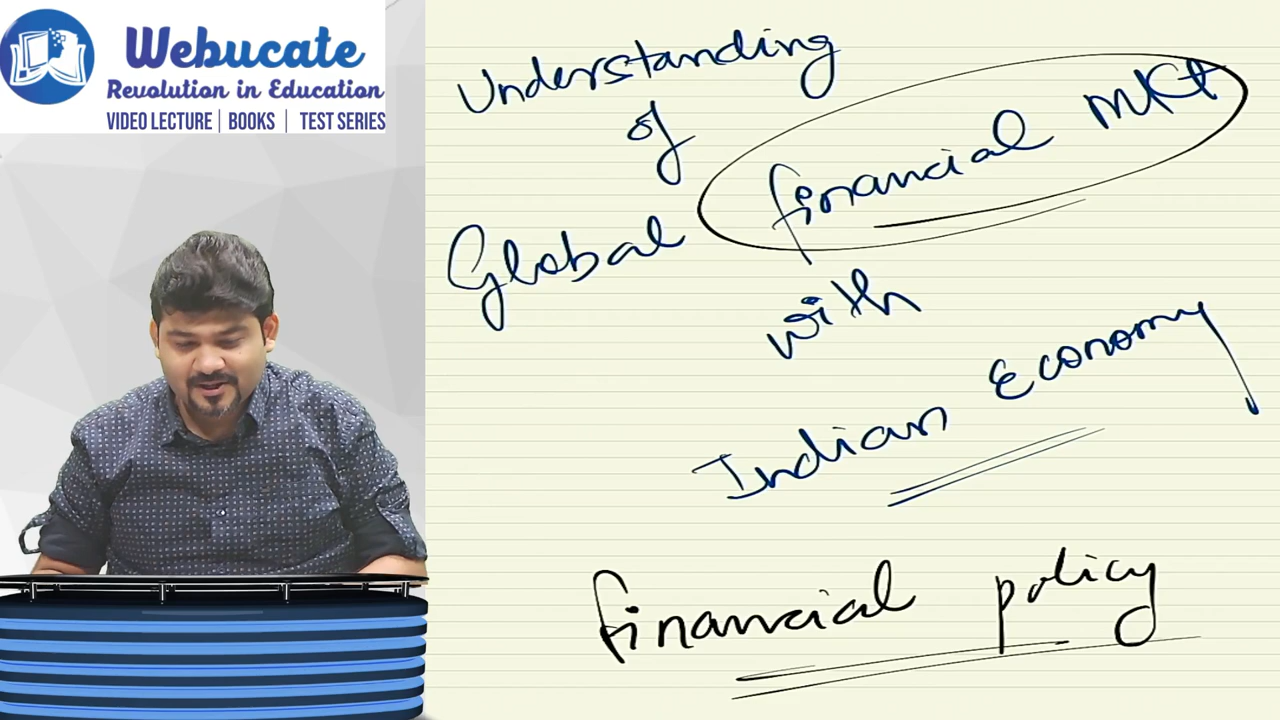 Webucate
Revolution in Education
VIDEO LECTURE | BOOKS | TEST SERIES
Understanding
of
Global financial MKt
with
Indian Economy
financial policy